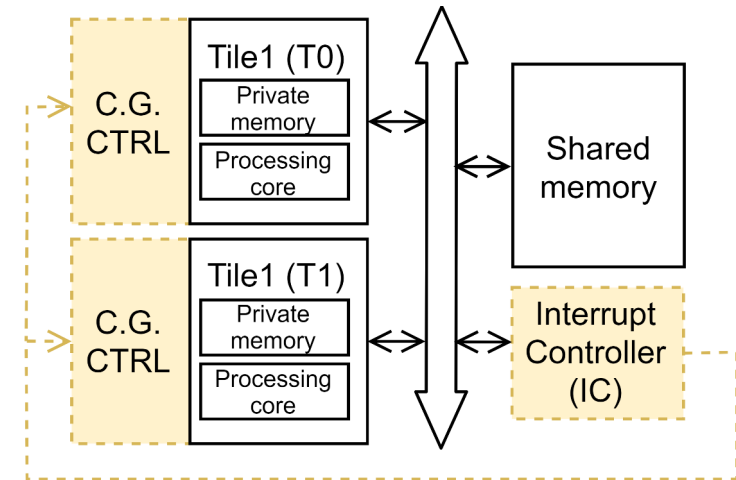 C.G.
CTRL
Tile1 (T0)
Private
memory
Processing
core
Shared
memory
C.G.
CTRL
Tile1 (T1)
Private
memory
Processing
core
Interrupt
Controller
(IC)